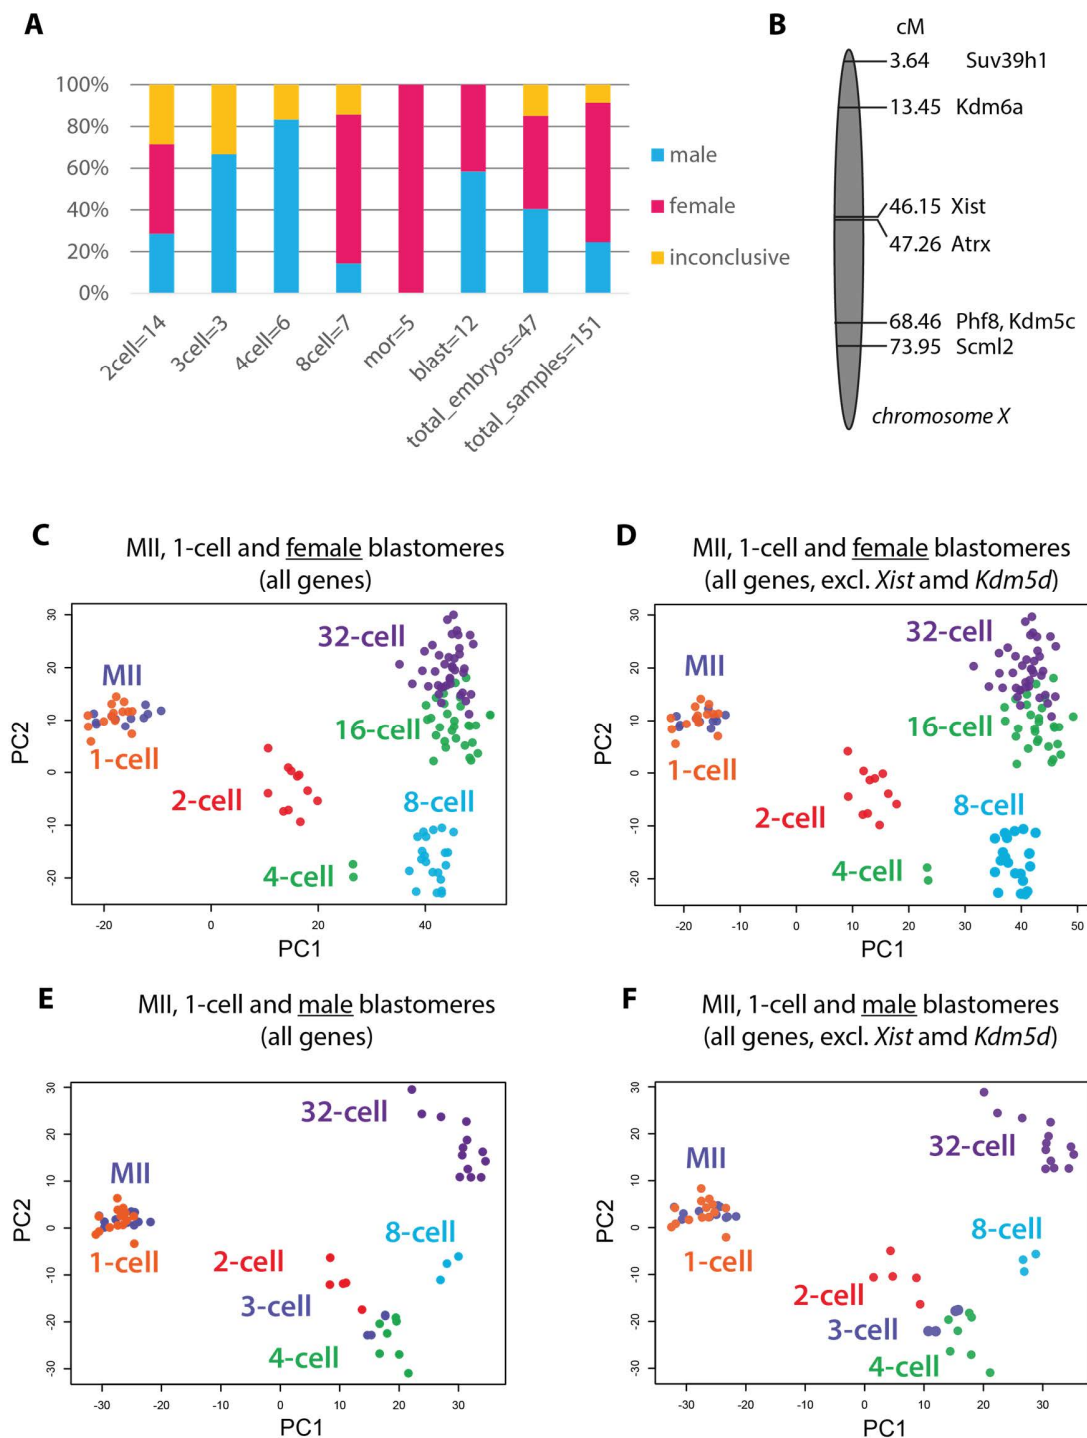 A
100%
80%
60%
40%
20%
0%
2cell=14
3cell=3
4cell=6
8cell=7
mor=5
blast=12
total_embryos=47
total_samples=151
male
female
inconclusive
B
cM
3.64 Suv39h1
13.45 Kdm6a
46.15 Xist
47.26 Atrx
68.46 Phf8, Kdm5c
73.95 Scml2
chromosome X
C
MII, 1-cell and female blastomeres
(all genes)
PC2
30
20
10
0
-10
-20
MII
1-cell
2-cell
4-cell
8-cell
16-cell
32-cell
-20 0 20 40
PC1
D
MII, 1-cell and female blastomeres
(all genes, excl. Xist amd Kdm5d)
PC2
30
20
10
0
-10
-20
MII
1-cell
2-cell
4-cell
8-cell
16-cell
32-cell
-20 -10 0 10 20 30 40 50
PC1
E
MII, 1-cell and male blastomeres
(all genes)
PC2
30
20
10
0
-10
-20
-30
MII
1-cell
2-cell
3-cell
4-cell
8-cell
32-cell
-30 -20 -10 0 10 20 30
PC1
F
MII, 1-cell and male blastomeres
(all genes, excl. Xist amd Kdm5d)
PC2
30
20
10
0
-10
-20
-30
MII
1-cell
2-cell
3-cell
4-cell
8-cell
32-cell
-30 -20 -10 0 10 20 30
PC1